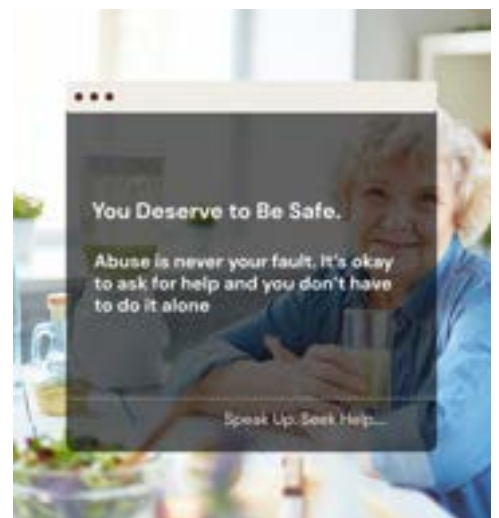 You Deserve to Be Safe.
Abuse is never your fault. It's okay
to ask for help and you don't have
to do it alone
Speak Up. Seek Help....